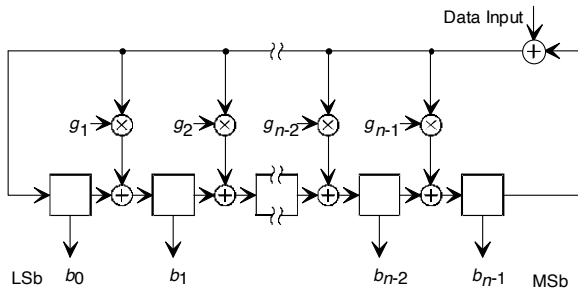 Data Input
g1 g2 gn-2 gn-1
LSb b0 b1 bn-2 bn-1 MSb